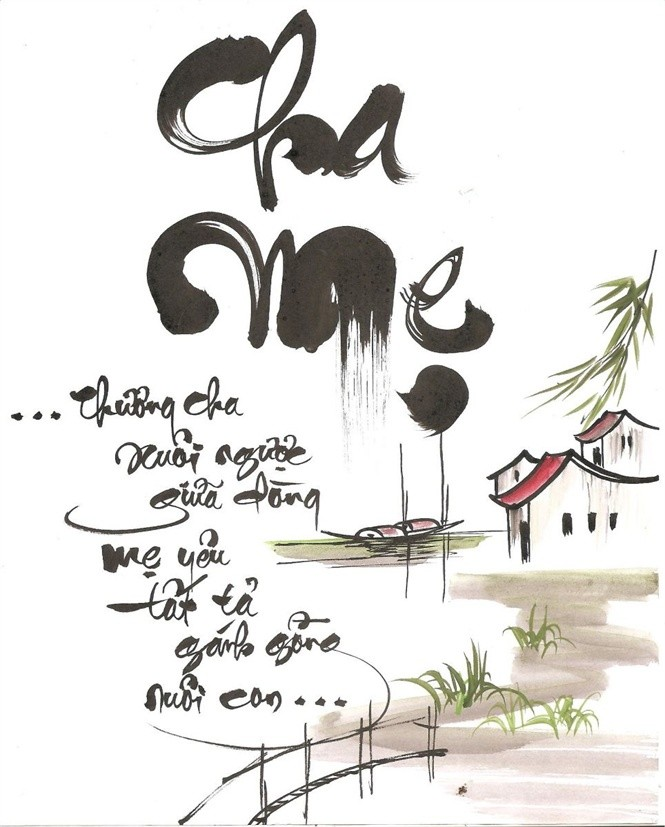 Cha
Mẹ
... Thương cha
xuôi ngược
giữa dòng
mẹ yêu
tất tả
gánh gồng
nuôi con ...